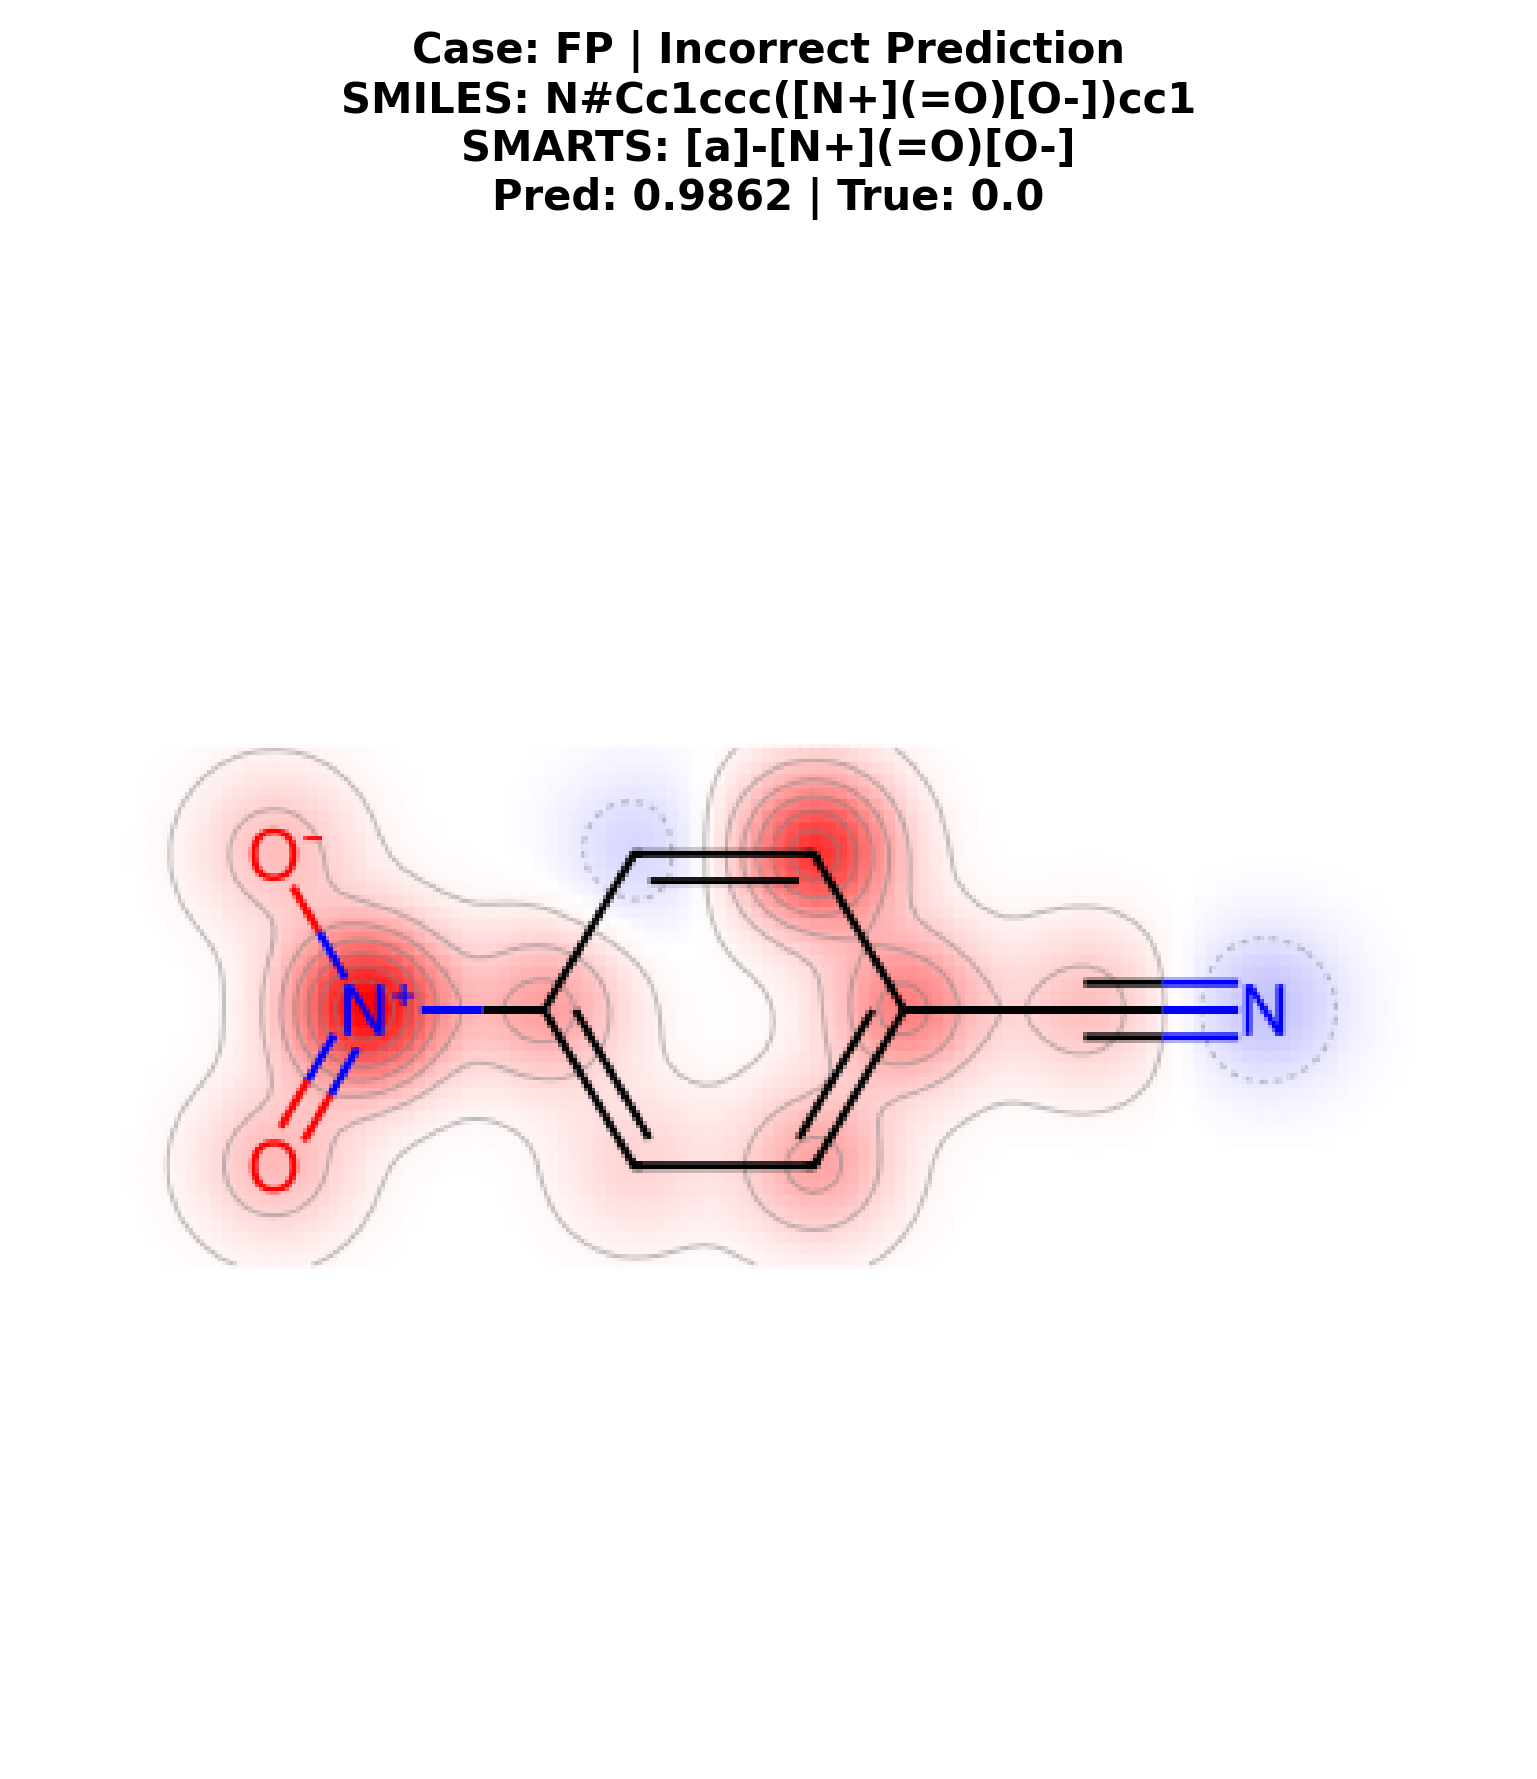 Case: FP | Incorrect Prediction
SMILES: N#Cc1ccc([N+](=O)[O-])cc1
SMARTS: [a]-[N+](=O)[O-]
Pred: 0.9862 | True: 0.0
O⁻
N⁺
N
O